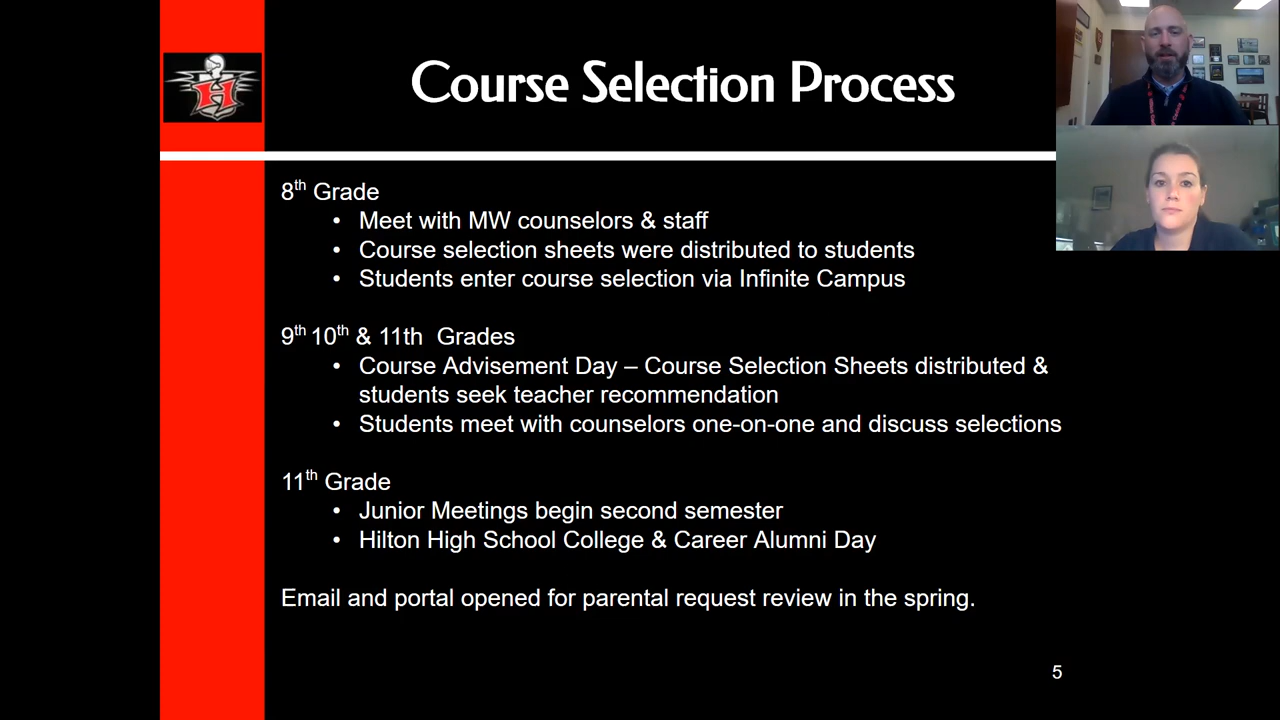 Course Selection Process
H
8th Grade
• Meet with MW counselors & staff
• Course selection sheets were distributed to students
• Students enter course selection via Infinite Campus
9th 10th & 11th Grades
• Course Advisement Day – Course Selection Sheets distributed &
students seek teacher recommendation
• Students meet with counselors one-on-one and discuss selections
11th Grade
• Junior Meetings begin second semester
• Hilton High School College & Career Alumni Day
Email and portal opened for parental request review in the spring.
5